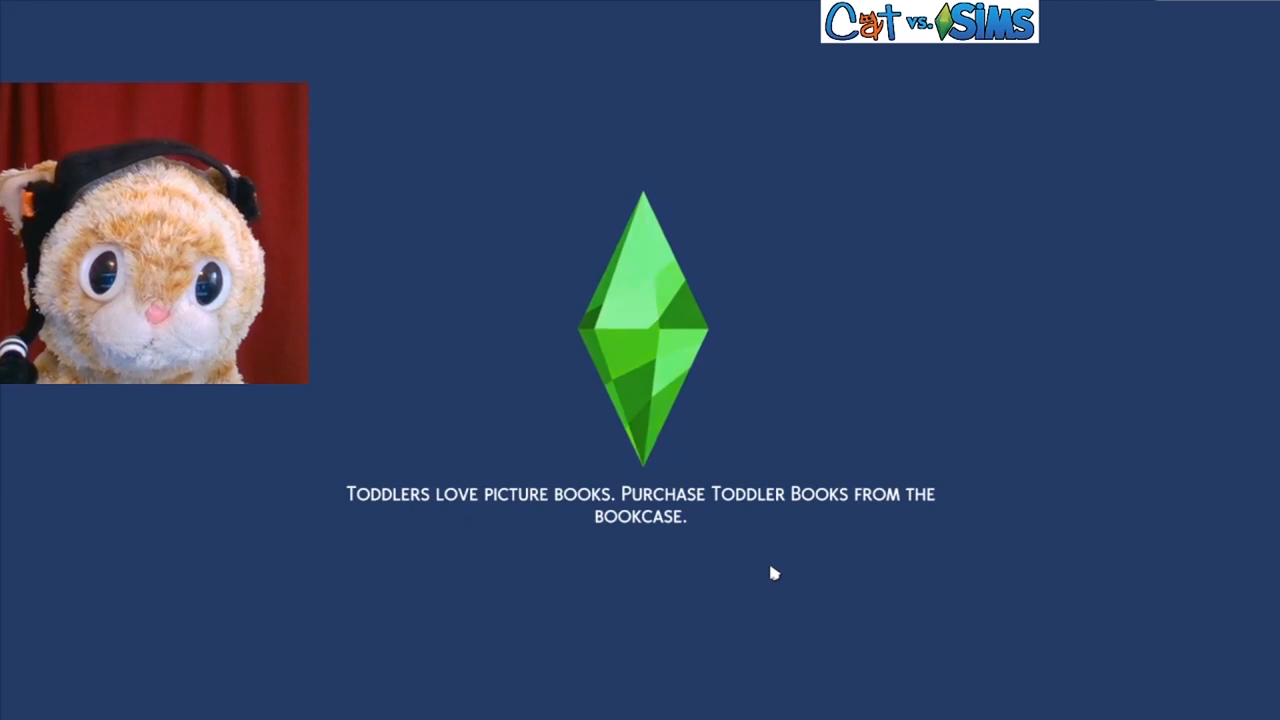 Cat vs. SiMS
Toddlers love picture books. Purchase Toddler Books from the
bookcase.